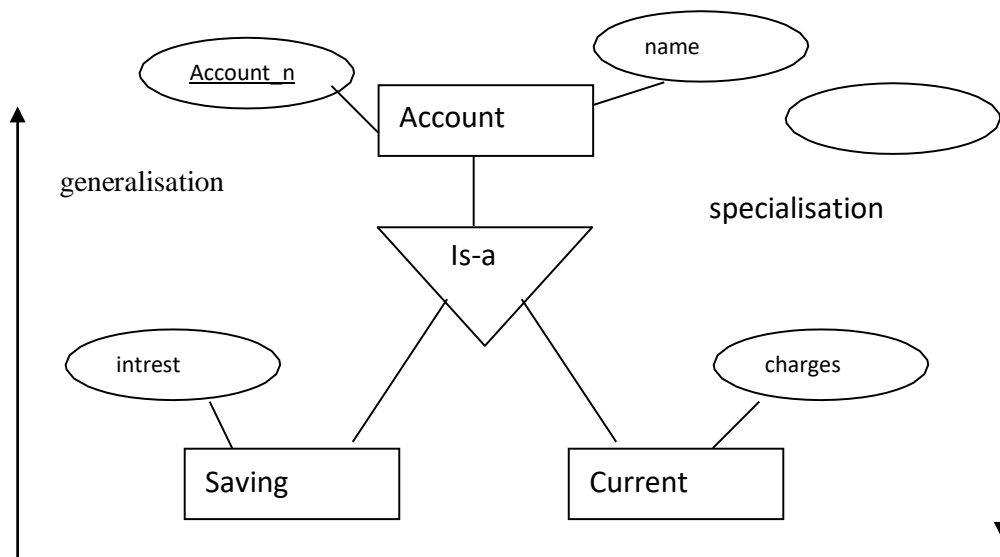 name
Account_n
Account
generalisation
specialisation
Is-a
intrest
charges
Saving
Current